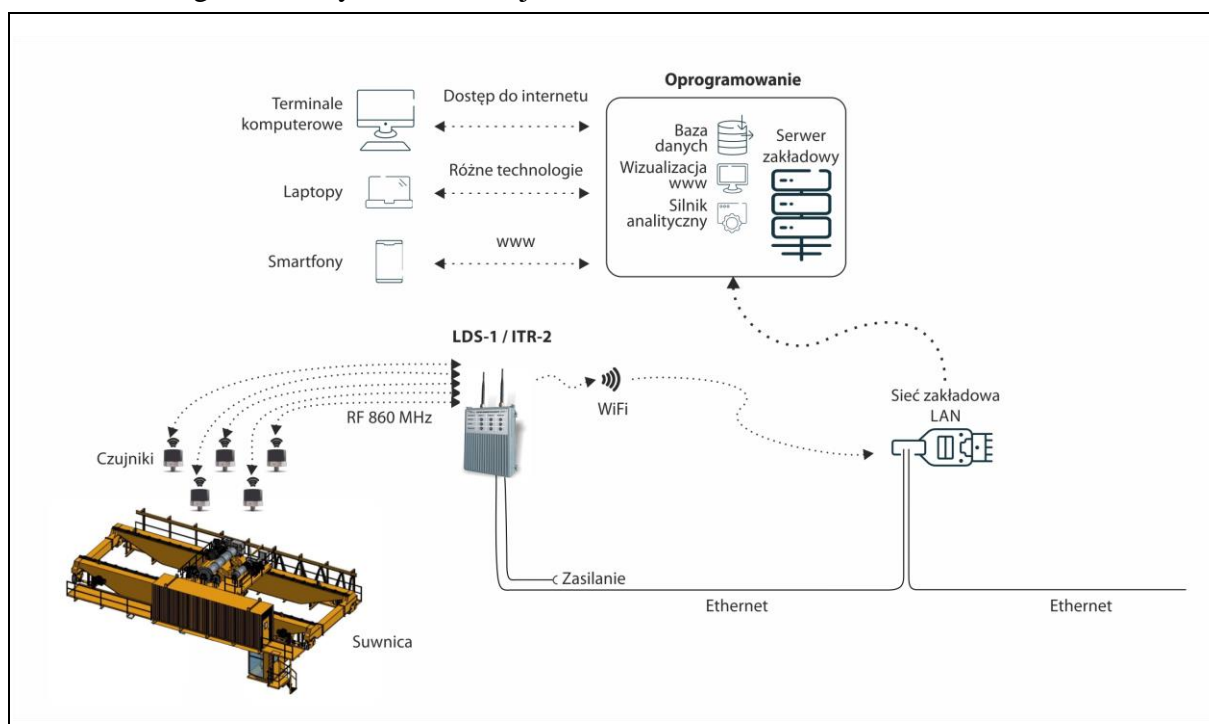 Oprogramowanie
Terminale
komputerowe
Dostęp do internetu
Baza
danych
Serwer
zakładowy
Laptopy
Różne technologie
Wizualizacja
www
Silnik
analityczny
Smartfony
www
LDS-1 / ITR-2
RF 860 MHz
WiFi
Sieć zakładowa
LAN
Czujniki
Zasilanie
Ethernet
Ethernet
Suwnica